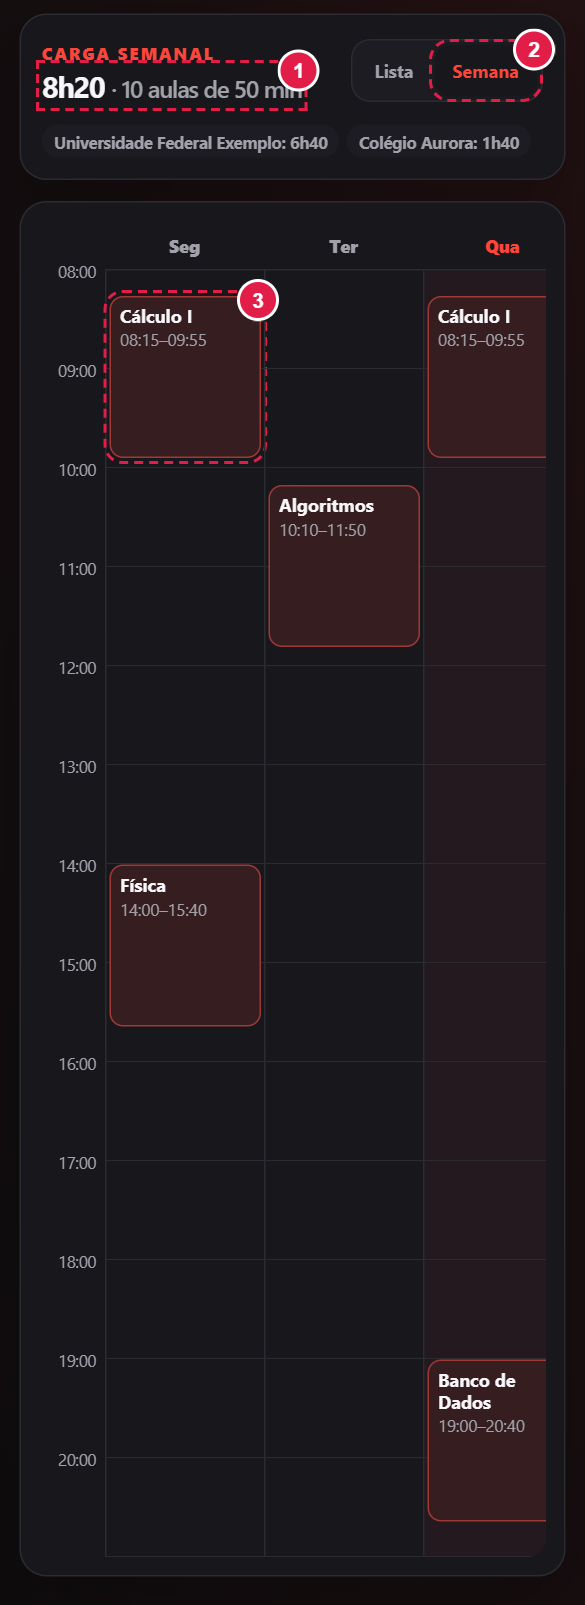 CARGA SEMANAL
8h20 · 10 aulas de 50 min
1
Lista
Semana
2
Universidade Federal Exemplo: 6h40
Colégio Aurora: 1h40
Seg
Ter
Qua
08:00
Cálculo I
08:15–09:55
3
Cálculo I
08:15–09:55
09:00
10:00
Algoritmos
10:10–11:50
11:00
12:00
13:00
14:00
Física
14:00–15:40
15:00
16:00
17:00
18:00
19:00
Banco de
Dados
19:00–20:40
20:00